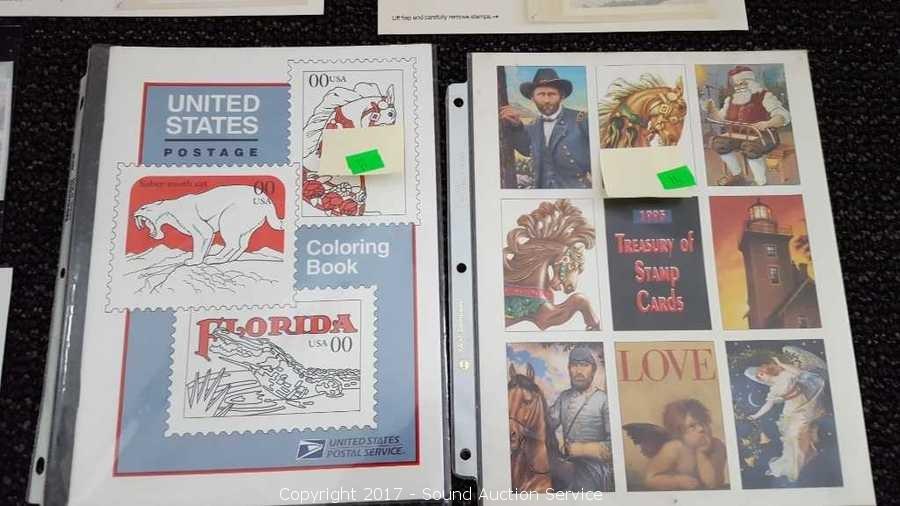 Lift flap and carefully remove stamps.
UNITED
STATES
POSTAGE
00 USA
Saber-tooth cat
00
USA
Coloring
Book
FLORIDA
USA 00
UNITED STATES
POSTAL SERVICE
1995
TREASURY OF
STAMP
CARDS
LOVE
Copyright 2017 - Sound Auction Service